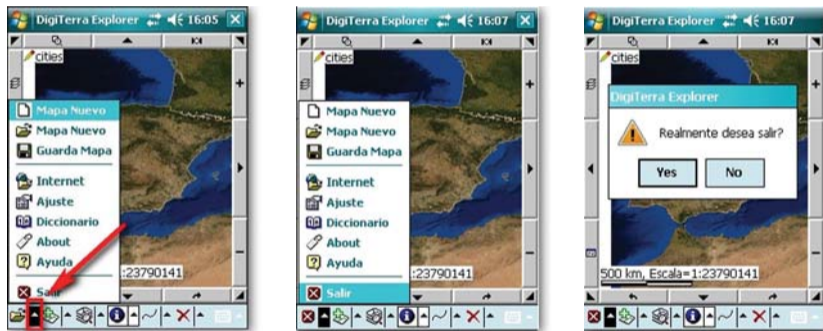 DigiTerra Explorer 16:05
cities
Mapa Nuevo
Mapa Nuevo
Guarda Mapa
Internet
Ajuste
Diccionario
About
Ayuda
Salir
:23790141
DigiTerra Explorer 16:07
cities
Mapa Nuevo
Mapa Nuevo
Guarda Mapa
Internet
Ajuste
Diccionario
About
Ayuda
Salir
:23790141
DigiTerra Explorer 16:07
cities
DigiTerra Explorer
Realmente desea salir?
Yes No
500 km, Escala=1:23790141